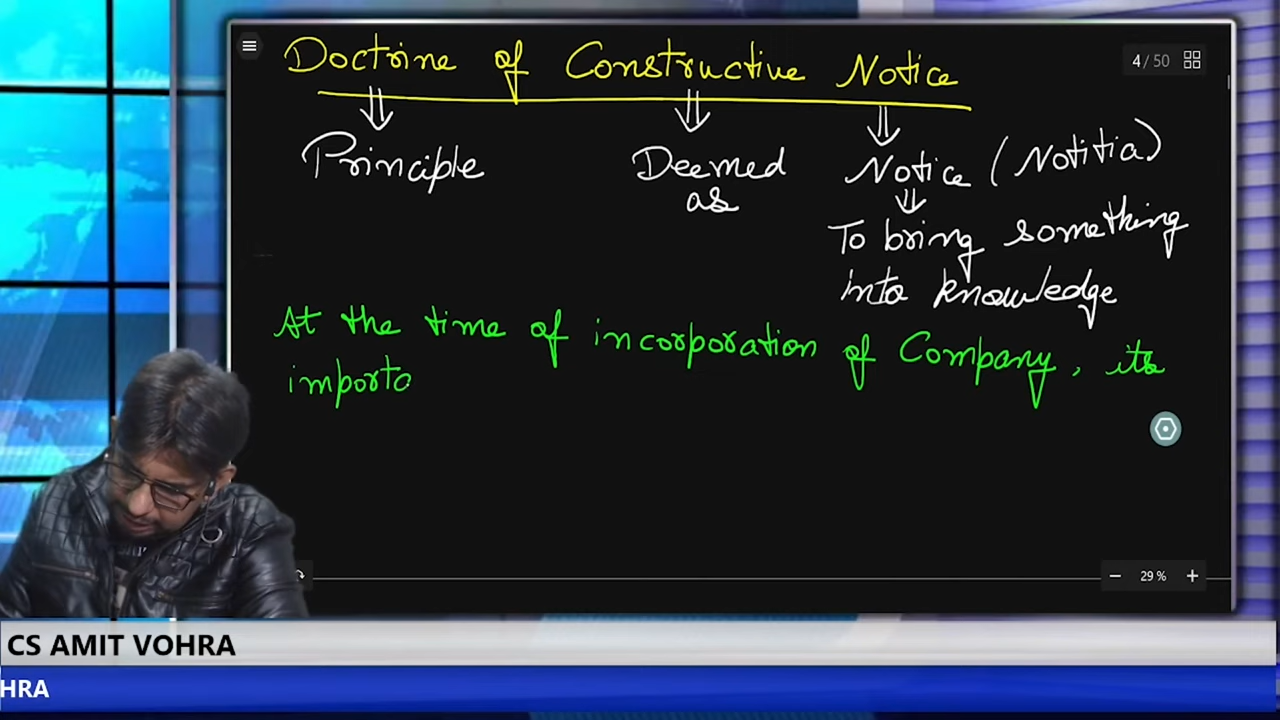 Doctrine of Constructive Notice
4 / 50
Principle
Deemed
as
Notice (Notitia)
To bring something
into knowledge
At the time of incorporation of Company, its
importa
29 %
CS AMIT VOHRA
HRA